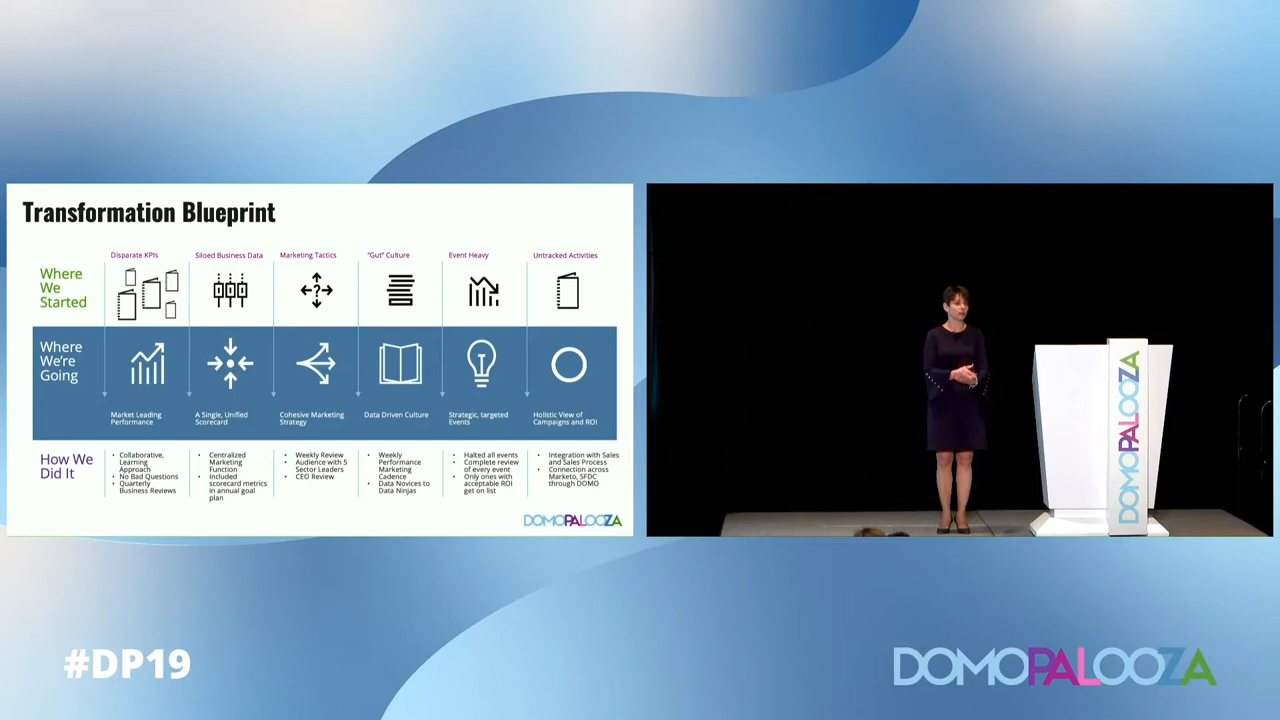 Transformation Blueprint
Where
We
Started
Disparate KPIs
Siloed Business Data
Marketing Tactics
"Gut" Culture
Event Heavy
Untracked Activities
?
Where
We're
Going
Market Leading
Performance
A Single, Unified
Scorecard
Cohesive Marketing
Strategy
Data Driven Culture
Strategic, targeted
Events
Holistic View of
Campaigns and ROI
How We
Did It
• Collaborative,
Learning
Approach
• No Bad Questions
• Quarterly
Business Reviews
• Centralized
Marketing
Function
• Included
scorecard metrics
in annual goal
plan
• Weekly Review
• Audience with 5
Sector Leaders
• CEO Review
• Weekly
Performance
Marketing
Cadence
• Data Novices to
Data Ninjas
• Halted all events
• Complete review
of every event
• Only ones with
acceptable ROI
get on list
• Integration with Sales
and Sales Process
• Connection across
Marketo, SFDC
through DOMO
DOMOPALOOZA
DOMOPALOOZA
#DP19
DOMOPALOOZA